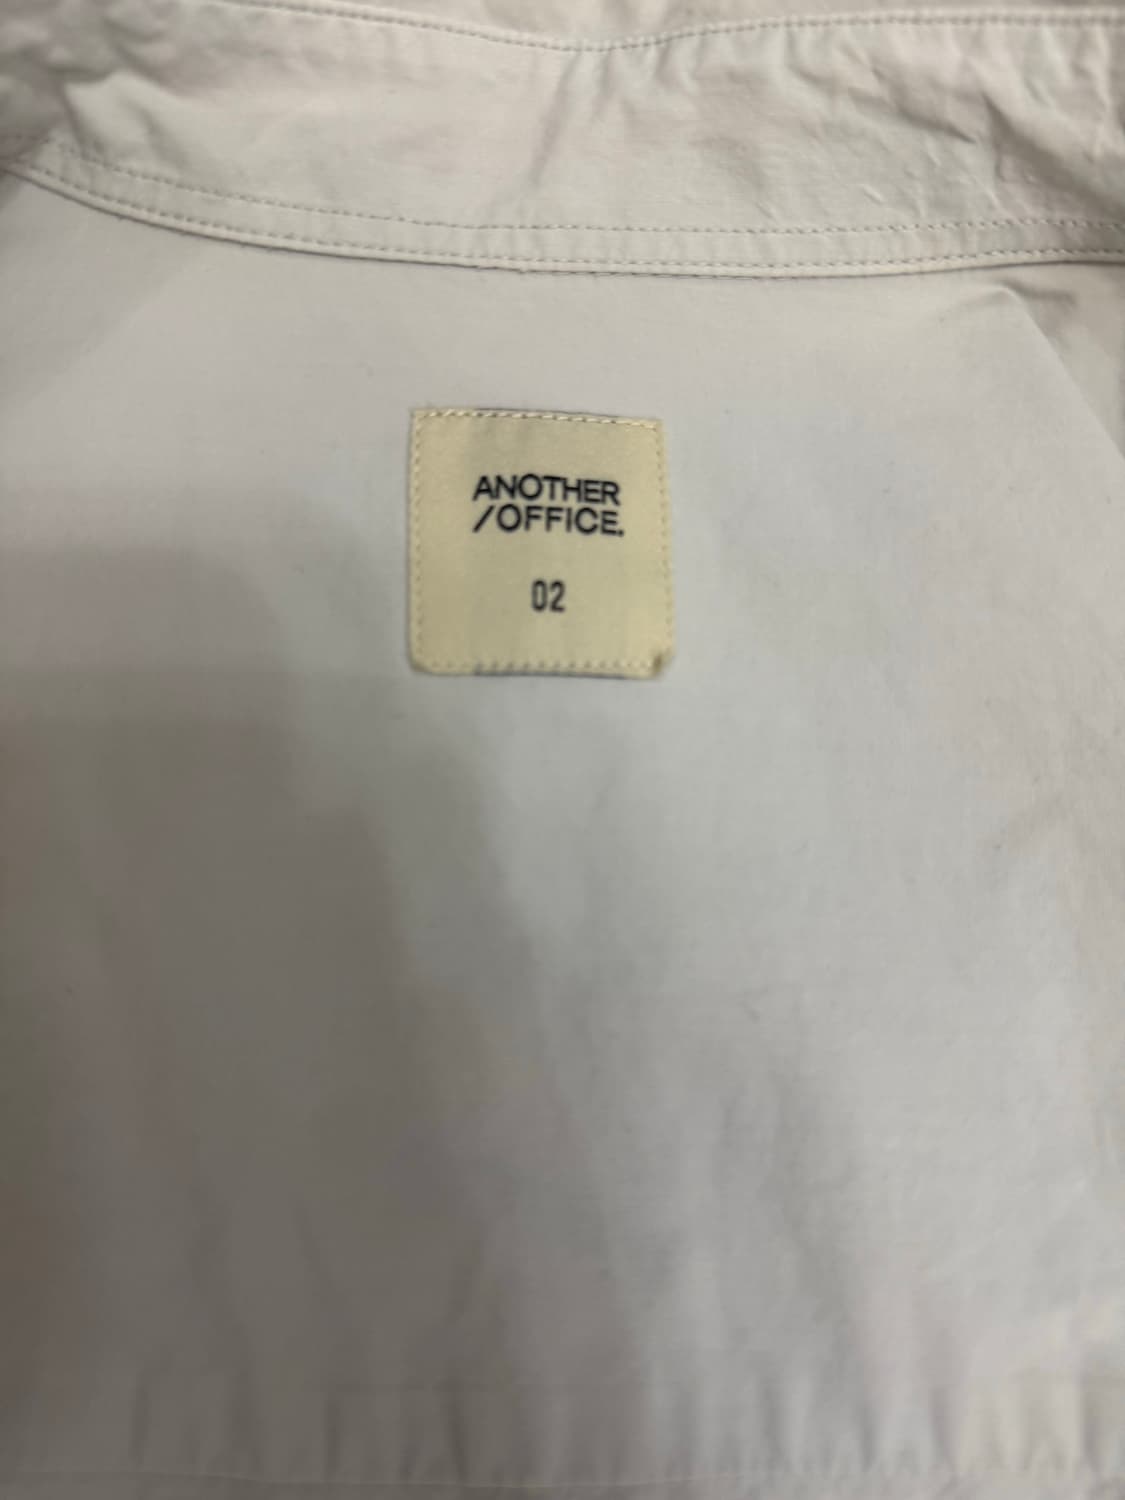 ANOTHER
/OFFICE.
02